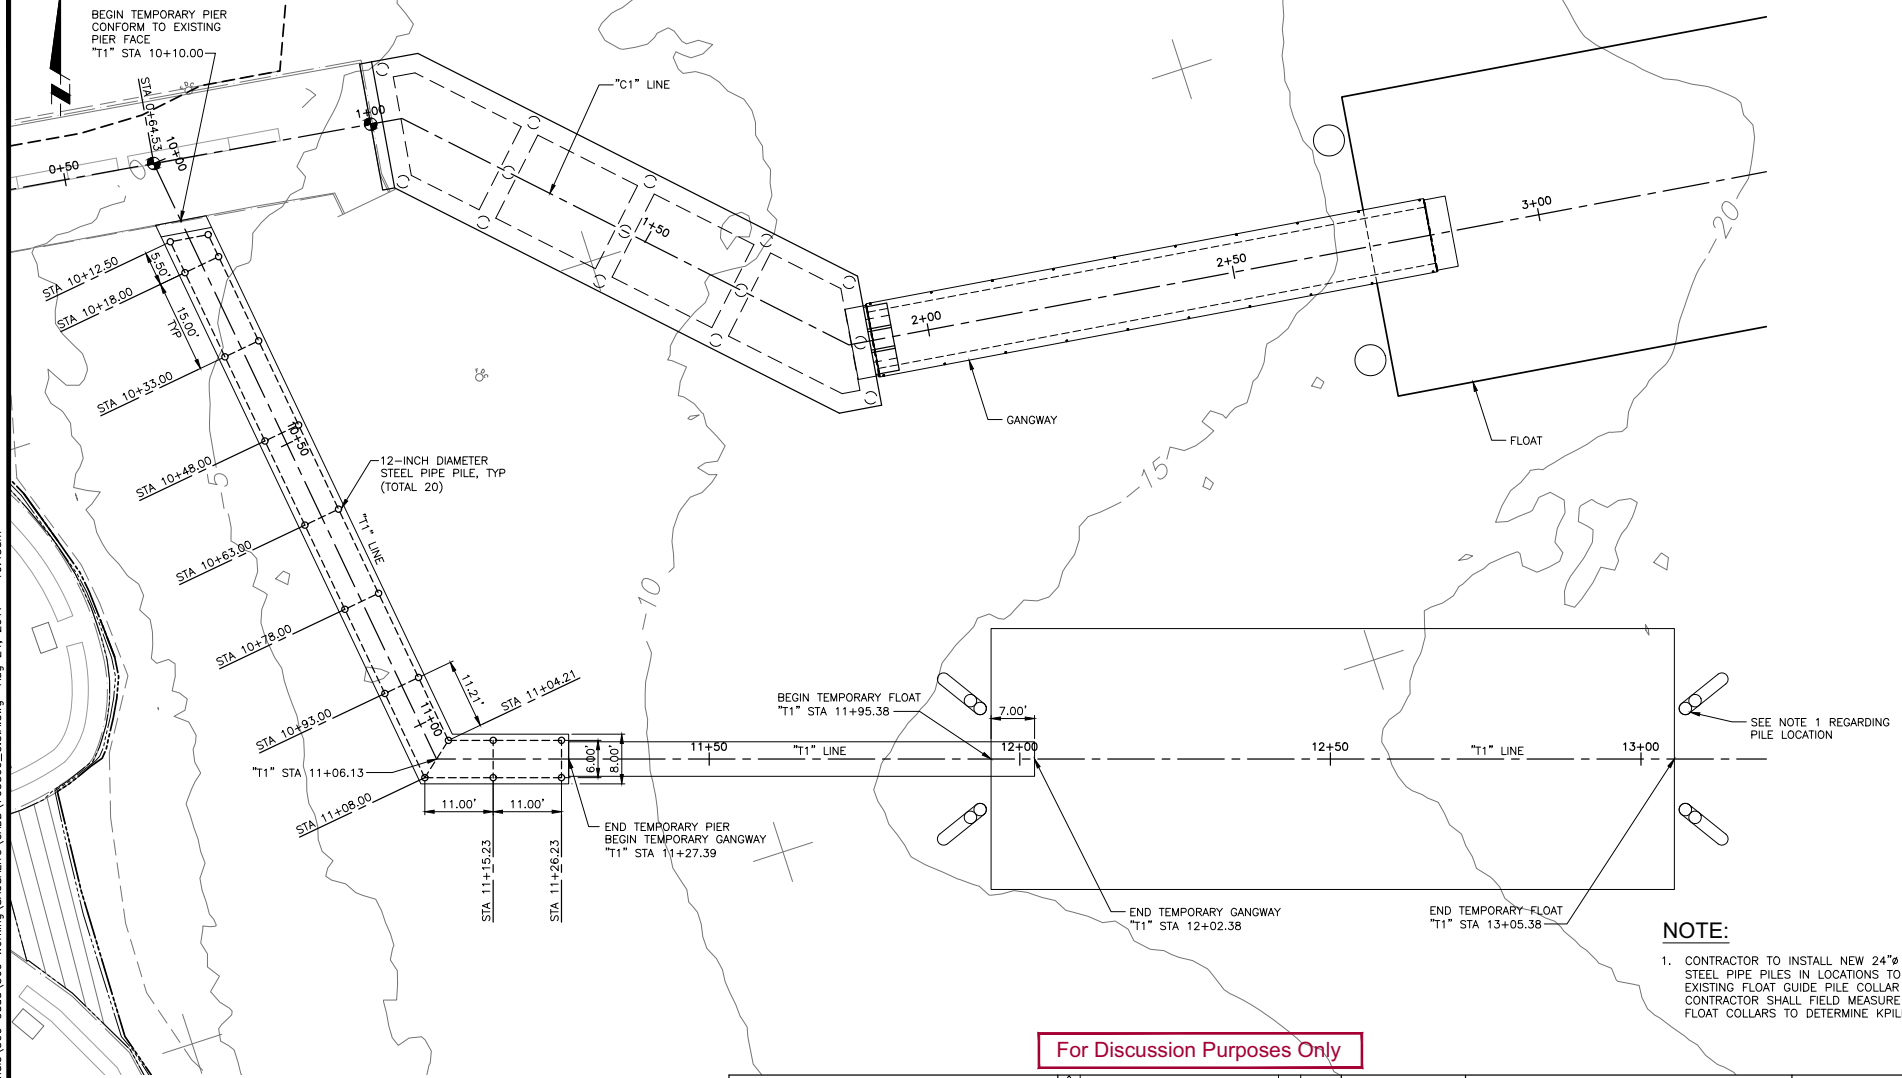 BEGIN TEMPORARY PIER
CONFORM TO EXISTING
PIER FACE
"T1" STA 10+10.00
STA 0+64.53
10+00
0+50
1+00
"C1" LINE
1+50
2+00
2+50
3+00
20
GANGWAY
FLOAT
15
STA 10+12.50
5.50'
STA 10+18.00
15.00'
TYP
STA 10+33.00
10+50
STA 10+48.00
5
12-INCH DIAMETER
STEEL PIPE PILE, TYP
(TOTAL 20)
"T1" LINE
STA 10+63.00
STA 10+78.00
10
STA 10+93.00
11.21'
STA 11+04.21
11+00
"T1" STA 11+06.13
STA 11+08.00
6.00'
8.00'
11.00'
11.00'
STA 11+15.23
STA 11+26.23
END TEMPORARY PIER
BEGIN TEMPORARY GANGWAY
"T1" STA 11+27.39
11+50
"T1" LINE
BEGIN TEMPORARY FLOAT
"T1" STA 11+95.38
7.00'
12+00
12+50
"T1" LINE
13+00
SEE NOTE 1 REGARDING
PILE LOCATION
END TEMPORARY GANGWAY
"T1" STA 12+02.38
END TEMPORARY FLOAT
"T1" STA 13+05.38
NOTE:
1. CONTRACTOR TO INSTALL NEW 24"ø
STEEL PIPE PILES IN LOCATIONS TO
EXISTING FLOAT GUIDE PILE COLLAR
CONTRACTOR SHALL FIELD MEASURE
FLOAT COLLARS TO DETERMINE
For Discussion Purposes Only